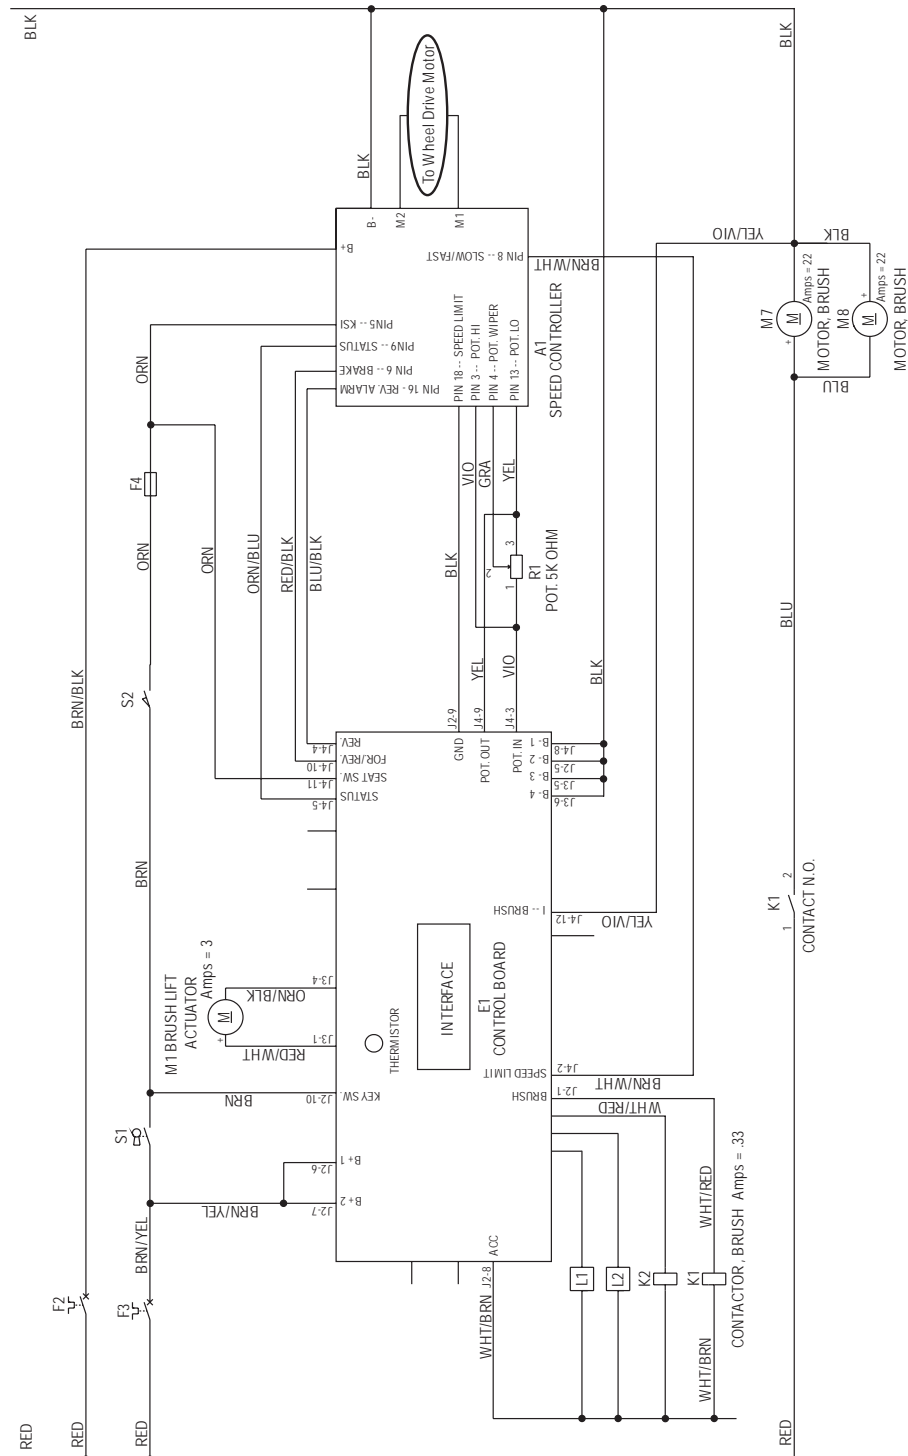 BLK
BLK
BLK
To Wheel Drive Motor
BLK
B-
M2
M1
B+
PIN 8 -- SLOW/FAST
PIN5 -- KSI
PIN9 -- STATUS
PIN 6 -- BRAKE
PIN 16 - REV. ALARM
PIN 18 -- SPEED LIMIT
PIN 3 -- POT. HI
PIN 4 -- POT. WIPER
PIN 13 -- POT. LO
A1
SPEED CONTROLLER
BRN/WHT
YEL/VIO
BLK
M7
M
+
Amps = 22
MOTOR, BRUSH
M8
M
+
Amps = 22
MOTOR, BRUSH
BLU
ORN
F4
ORN
ORN
ORN/BLU
RED/BLK
BLU/BLK
BLK
VIO
GRA
YEL
1
2
3
R1
POT. 5K OHM
YEL
VIO
BLK
BLU
BRN/BLK
S2
J2-9
J4-9
J4-3
GND
POT. OUT
POT. IN
REV.
J4-4
FOR/REV.
J4-10
SEAT SW.
J4-11
STATUS
J4-5
B- 1
J4-8
B- 2
J2-5
B- 3
J3-5
B- 4
J3-6
BRN
K1
1
2
CONTACT N.O.
I -- BRUSH
J4-12
YEL/VIO
M1 BRUSH LIFT
ACTUATOR
Amps = 3
M
+
J3-4
ORN/BLK
J3-1
RED/WHT
THERMISTOR
INTERFACE
E1
CONTROL BOARD
SPEED LIMIT
J4-2
BRN/WHT
BRUSH
J2-1
WHT/RED
KEY SW.
J2-10
BRN
S1
B+ 1
J2-6
B+ 2
J2-7
BRN/YEL
BRN/YEL
ACC
J2-8
WHT/BRN
L1
L2
K2
K1
WHT/RED
WHT/BRN
CONTACTOR, BRUSH Amps = .33
F2
F3
RED
RED
RED
RED